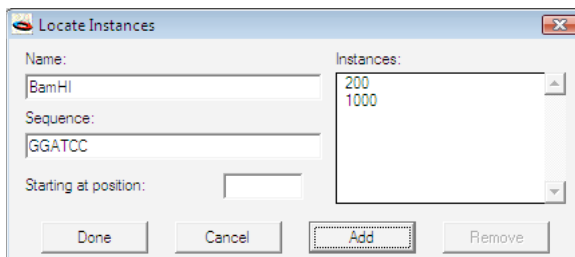 Locate Instances
Name:
BamHI
Sequence:
GGATCC
Starting at position:
Instances:
200
1000
Done
Cancel
Add
Remove